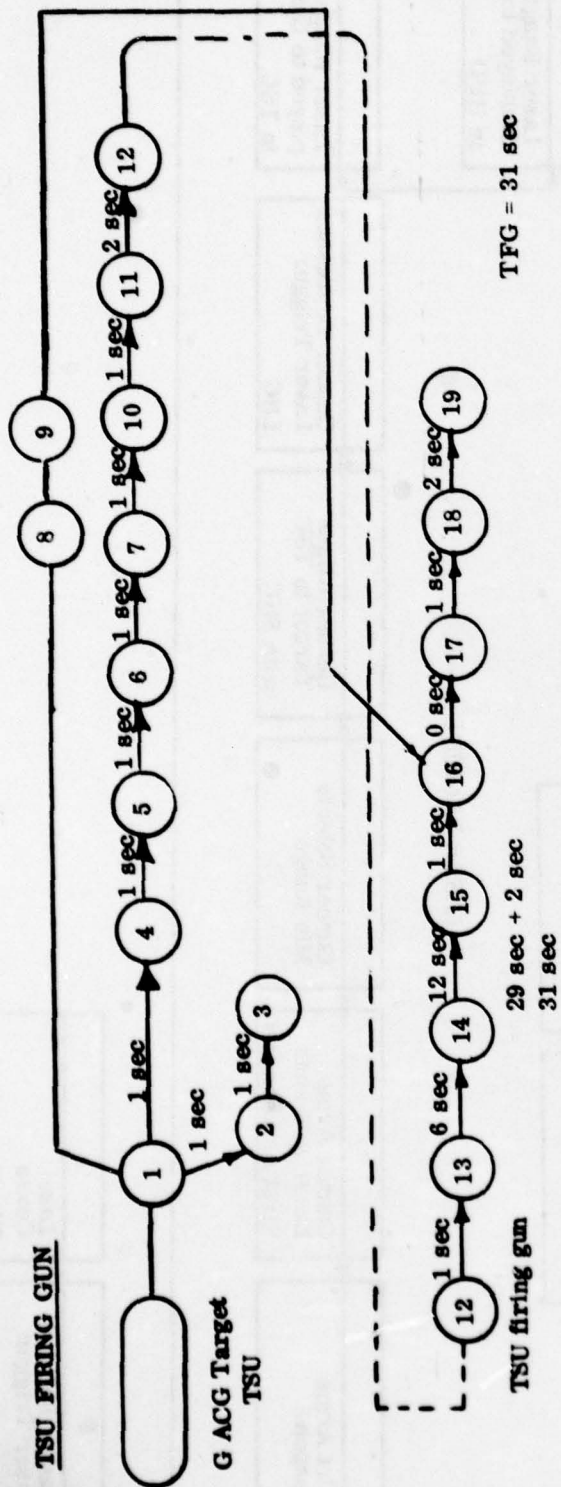 TSU FIRING GUN
8
9
1
1 sec
4
1 sec
5
1 sec
6
1 sec
7
1 sec
10
1 sec
11
2 sec
12
1 sec
2
1 sec
3
G ACG Target
TSU
12
1 sec
13
6 sec
14
12 sec
15
1 sec
16
0 sec
17
1 sec
18
2 sec
19
TSU firing gun
29 sec + 2 sec
31 sec
TFG = 31 sec